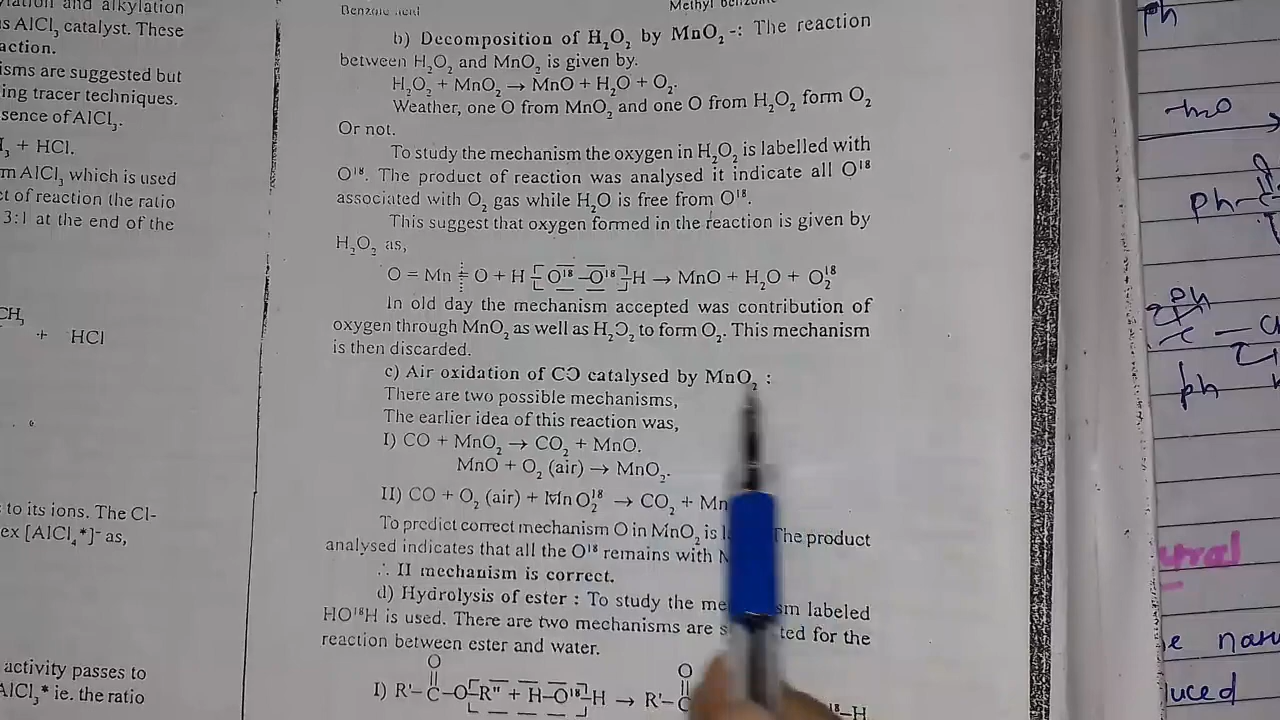 lation and alkylation
s AlCl₃ catalyst. These
action.
isms are suggested but
ing tracer techniques.
sence of AlCl₃.
₃ + HCl.
m AlCl₃ which is used
ct of reaction the ratio
3:1 at the end of the
CH₃
+ HCl
to its ions. The Cl-
ex [AlCl₄*]⁻ as,
activity passes to
AlCl₃* ie. the ratio
Benzoic acid
Methyl benzoate
b) Decomposition of H₂O₂ by MnO₂ -: The reaction
between H₂O₂ and MnO₂ is given by.
H₂O₂ + MnO₂ → MnO + H₂O + O₂.
Weather, one O from MnO₂ and one O from H₂O₂ form O₂
Or not.
To study the mechanism the oxygen in H₂O₂ is labelled with
O¹⁸. The product of reaction was analysed it indicate all O¹⁸
associated with O₂ gas while H₂O is free from O¹⁸.
This suggest that oxygen formed in the reaction is given by
H₂O₂ as,
O = Mn O + H [O¹⁸ – O¹⁸] H → MnO + H₂O + O₂¹⁸
In old day the mechanism accepted was contribution of
oxygen through MnO₂ as well as H₂O₂ to form O₂. This mechanism
is then discarded.
c) Air oxidation of CO catalysed by MnO₂ :
There are two possible mechanisms,
The earlier idea of this reaction was,
I) CO + MnO₂ → CO₂ + MnO.
MnO + O₂ (air) → MnO₂.
II) CO + O₂ (air) + MnO₂¹⁸ → CO₂ + Mn
To predict correct mechanism O in MnO₂ is The product
analysed indicates that all the O¹⁸ remains with
∴ II mechanism is correct.
d) Hydrolysis of ester : To study the labeled
HO¹⁸H is used. There are two mechanisms are for the
reaction between ester and water.
O O
I) R'– C –O [R" + H–O¹⁸] H → R'– C ¹⁸–H
ph
ph
ph
ph